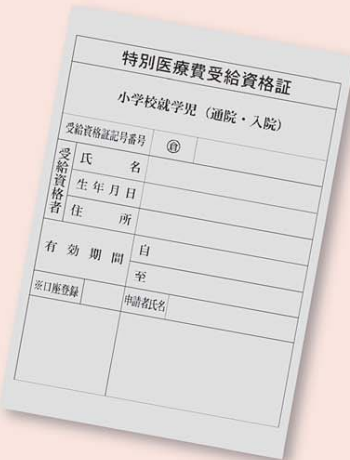 特別医療費受給資格証
小学校就学児（通院・入院）
受給資格証記号番号 ㊥倉
受給資格者
氏名
生年月日
住所
有効期間 自
至
※口座登録 申請者氏名